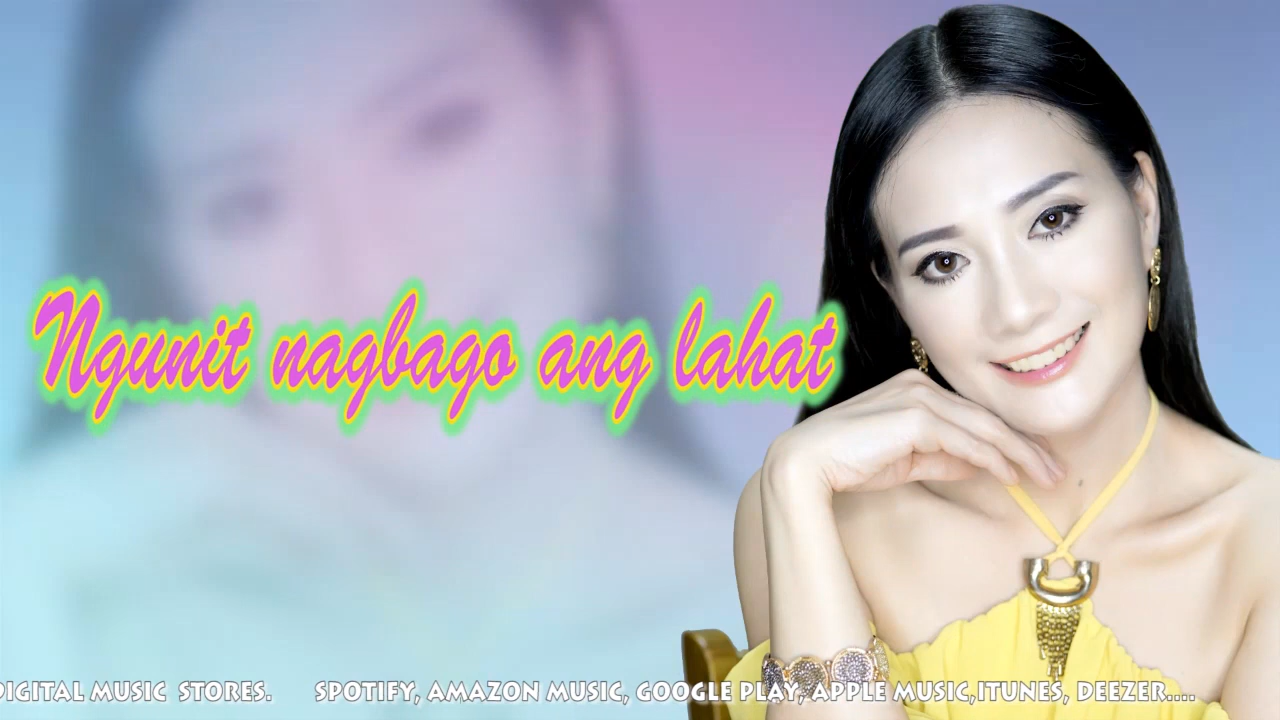 Ngunit nagbago ang lahat
DIGITAL MUSIC STORES. SPOTIFY, AMAZON MUSIC, GOOGLE PLAY, APPLE MUSIC,ITUNES, DEEZER....